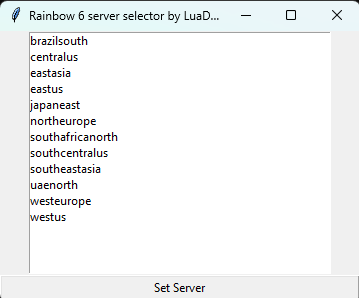 Rainbow 6 server selector by LuaD...
brazilsouth
centralus
eastasia
eastus
japaneast
northeurope
southafricanorth
southcentralus
southeastasia
uaenorth
westeurope
westus
Set Server